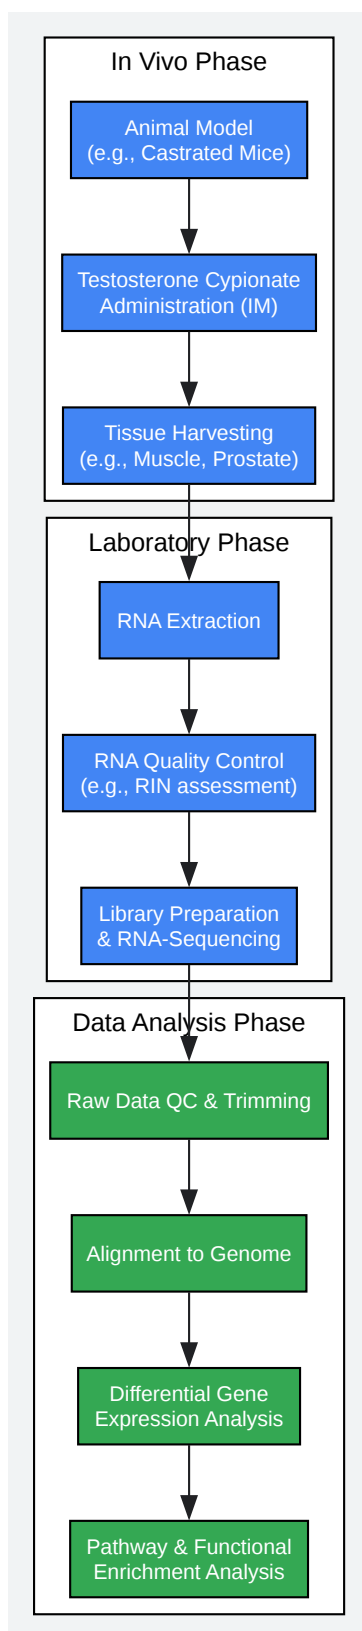 In Vivo Phase
Animal Model
(e.g., Castrated Mice)
Testosterone Cypionate
Administration (IM)
Tissue Harvesting
(e.g., Muscle, Prostate)
Laboratory Phase
RNA Extraction
RNA Quality Control
(e.g., RIN assessment)
Library Preparation
& RNA-Sequencing
Data Analysis Phase
Raw Data QC & Trimming
Alignment to Genome
Differential Gene
Expression Analysis
Pathway & Functional
Enrichment Analysis